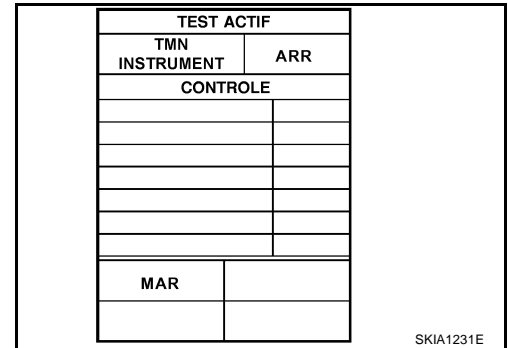 TEST ACTIF
TMN
INSTRUMENT
ARR
CONTROLE
MAR
SKIA1231E